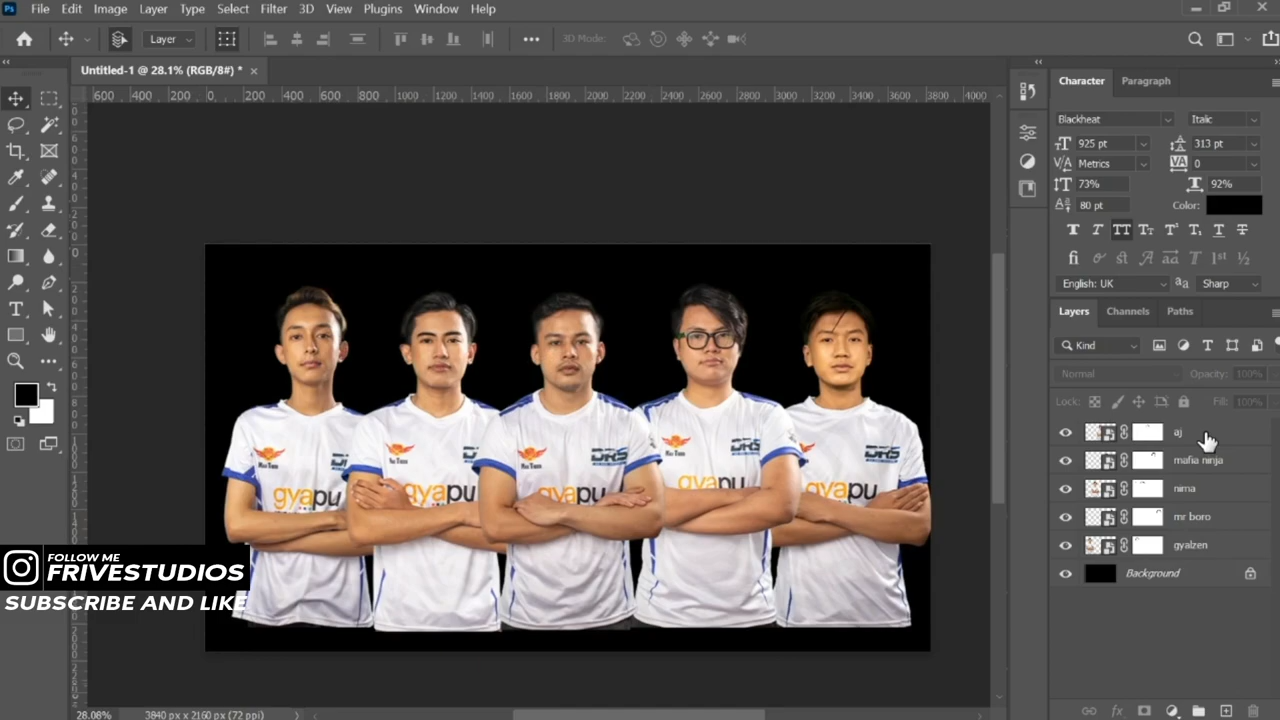 Ps File Edit Image Layer Type Select Filter 3D View Plugins Window Help
Layer 3D Mode:
Untitled-1 @ 28.1% (RGB/8#) *
600 400 200 0 200 400 600 800 1000 1200 1400 1600 1800 2000 2200 2400 2600 2800 3000 3200 3400 3600 3800 4000
Character Paragraph
Blackheat Italic
925 pt 313 pt
Metrics 0
73% 92%
80 pt Color:
English: UK Sharp
Layers Channels Paths
Kind
Normal Opacity: 100%
Lock: Fill: 100%
aj
mafia ninja
nima
mr boro
gyalzen
Background
DRS
gyapu
FOLLOW ME
FRIVESTUDIOS
SUBSCRIBE AND LIKE
28.08% 3840 px x 2160 px (72 ppi)